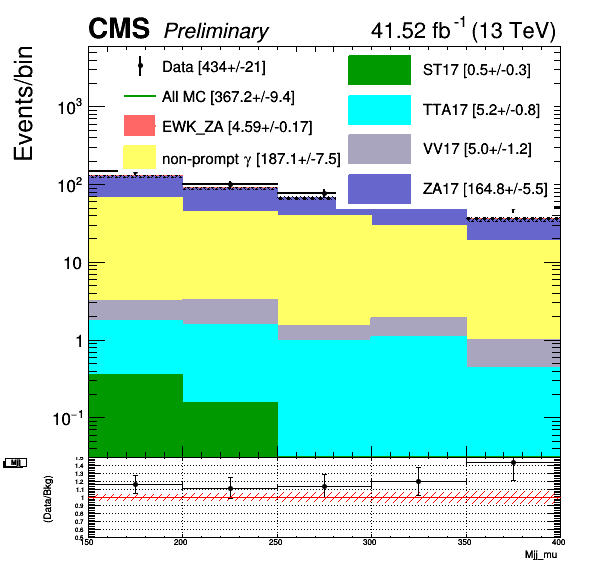 CMS Preliminary 41.52 fb⁻¹ (13 TeV)
Events/bin
Data [434+/-21]
All MC [367.2+/-9.4]
EWK_ZA [4.59+/-0.17]
non-prompt γ [187.1+/-7.5]
ST17 [0.5+/-0.3]
TTA17 [5.2+/-0.8]
VV17 [5.0+/-1.2]
ZA17 [164.8+/-5.5]
10³
10²
10
1
10⁻¹
Mjj
(Data/Bkg)
1.5
1.4
1.3
1.2
1.1
1
0.9
0.8
0.7
0.6
0.5
150 200 250 300 350 400
Mjj_mu